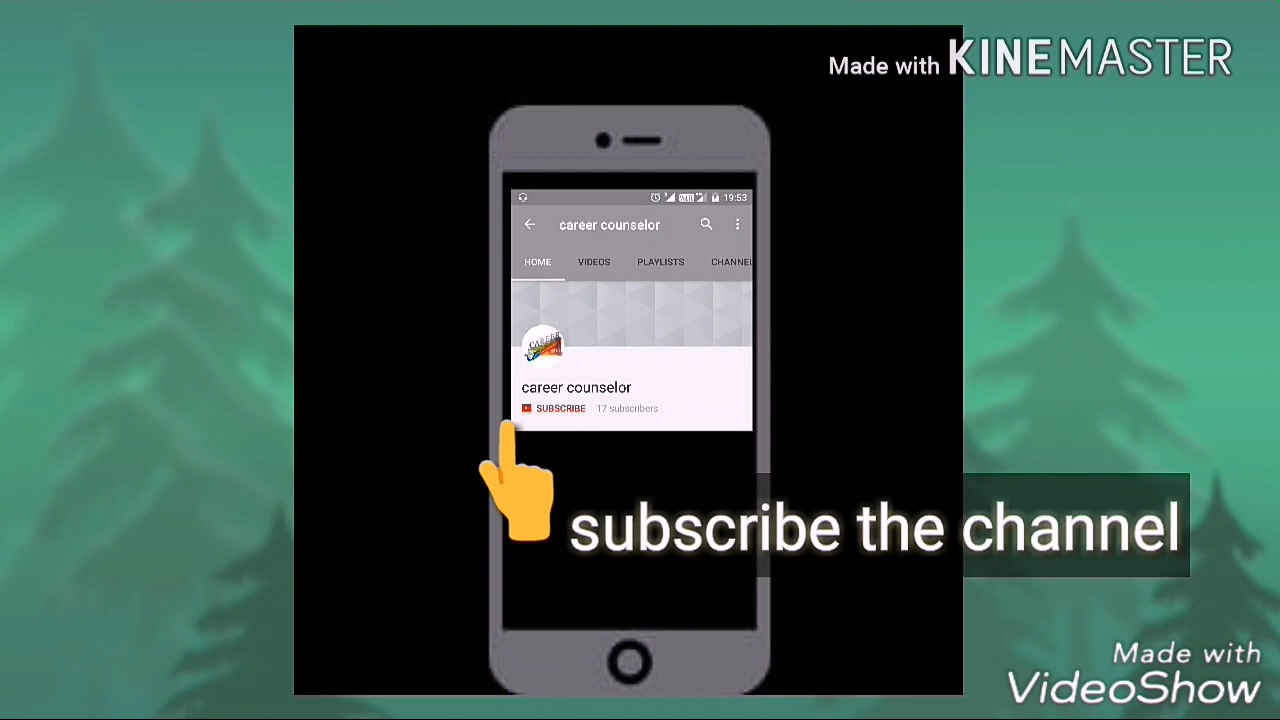 Made with KINEMASTER
19:53
career counselor
HOME VIDEOS PLAYLISTS CHANNEL
CAREER
career counselor
SUBSCRIBE 17 subscribers
subscribe the channel
Made with
VideoShow